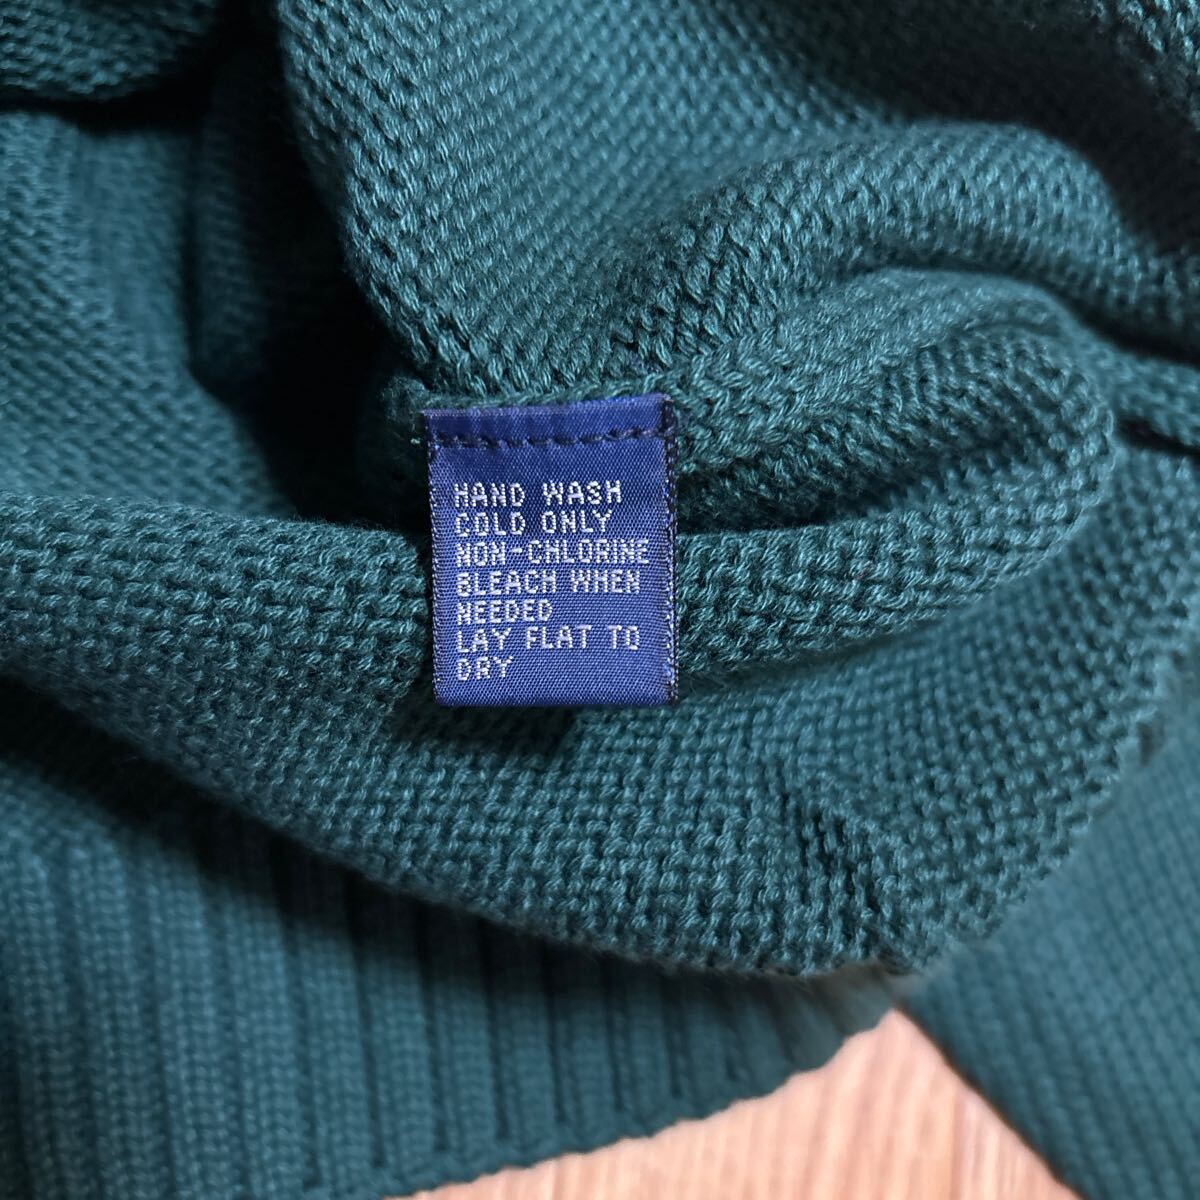 HAND WASH
COLD ONLY
NON-CHLORINE
BLEACH WHEN
NEEDED
LAY FLAT TO
DRY